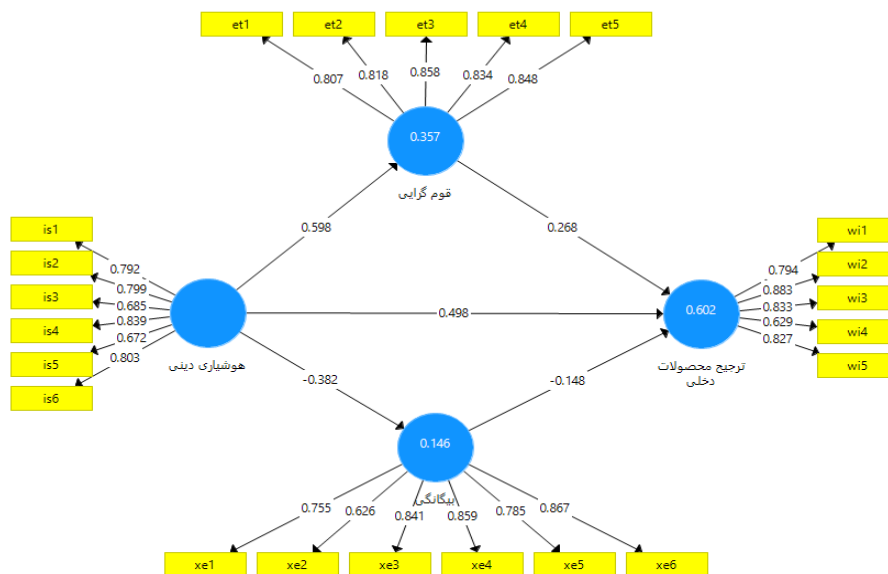 et1 et2 et3 et4 et5
0.807 0.818 0.858 0.834 0.848
0.357
قوم گرایی
0.598 0.268
is1
is2
is3
is4
is5
is6
0.792
0.799
0.685
0.839
0.672
0.803
هوشیاری دینی
0.498
0.602
ترجیح محصولات
دخلی
0.794
0.883
0.833
0.629
0.827
wi1
wi2
wi3
wi4
wi5
-0.382 -0.148
0.146
بیگانگی
0.755 0.626 0.841 0.859 0.785 0.867
xe1 xe2 xe3 xe4 xe5 xe6